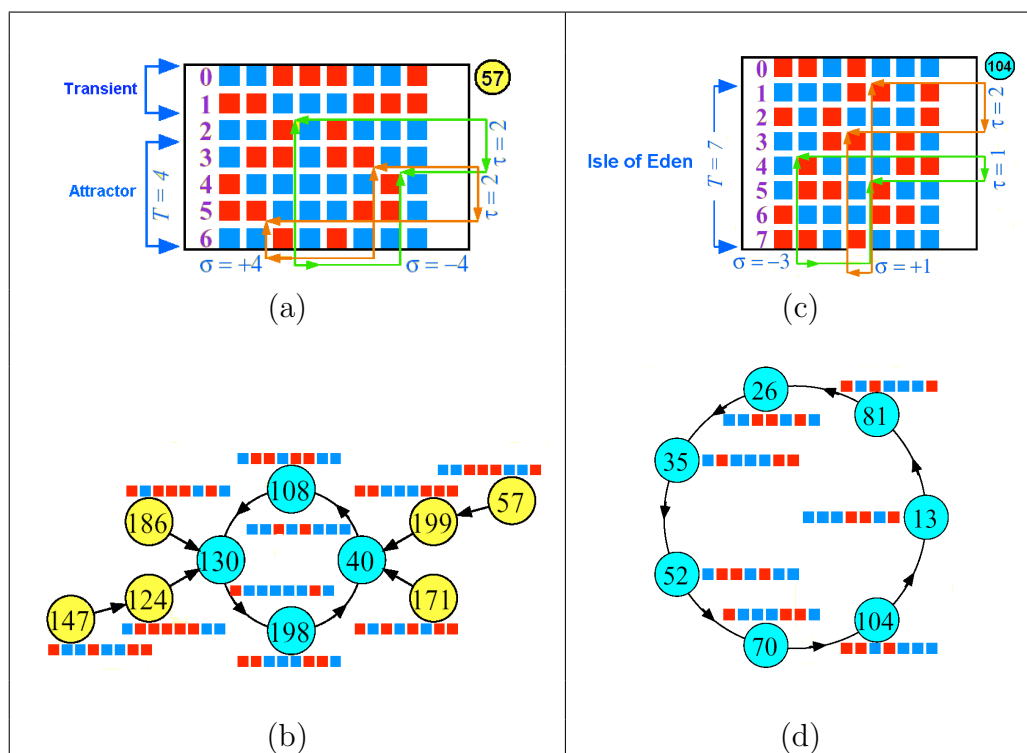 0
57
Transient
1
2
τ = 2
3
Attractor
T = 4
4
τ = 2
5
6
σ = +4
σ = −4
(a)
0
104
1
τ = 2
2
3
Isle of Eden
T = 7
4
τ = 1
5
6
7
σ = −3
σ = +1
(c)
108
57
186
199
130
40
124
171
147
198
(b)
26
81
35
13
52
104
70
(d)